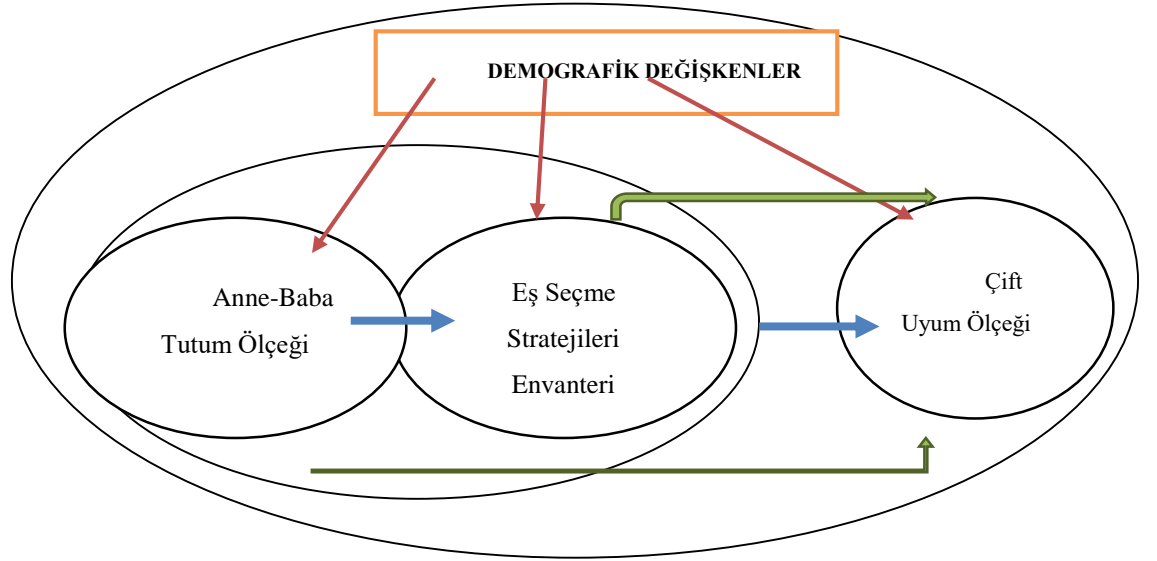 DEMOGRAFİK DEĞİŞKENLER
Anne-Baba
Tutum Ölçeği
Eş Seçme
Stratejileri
Envanteri
Çift
Uyum Ölçeği